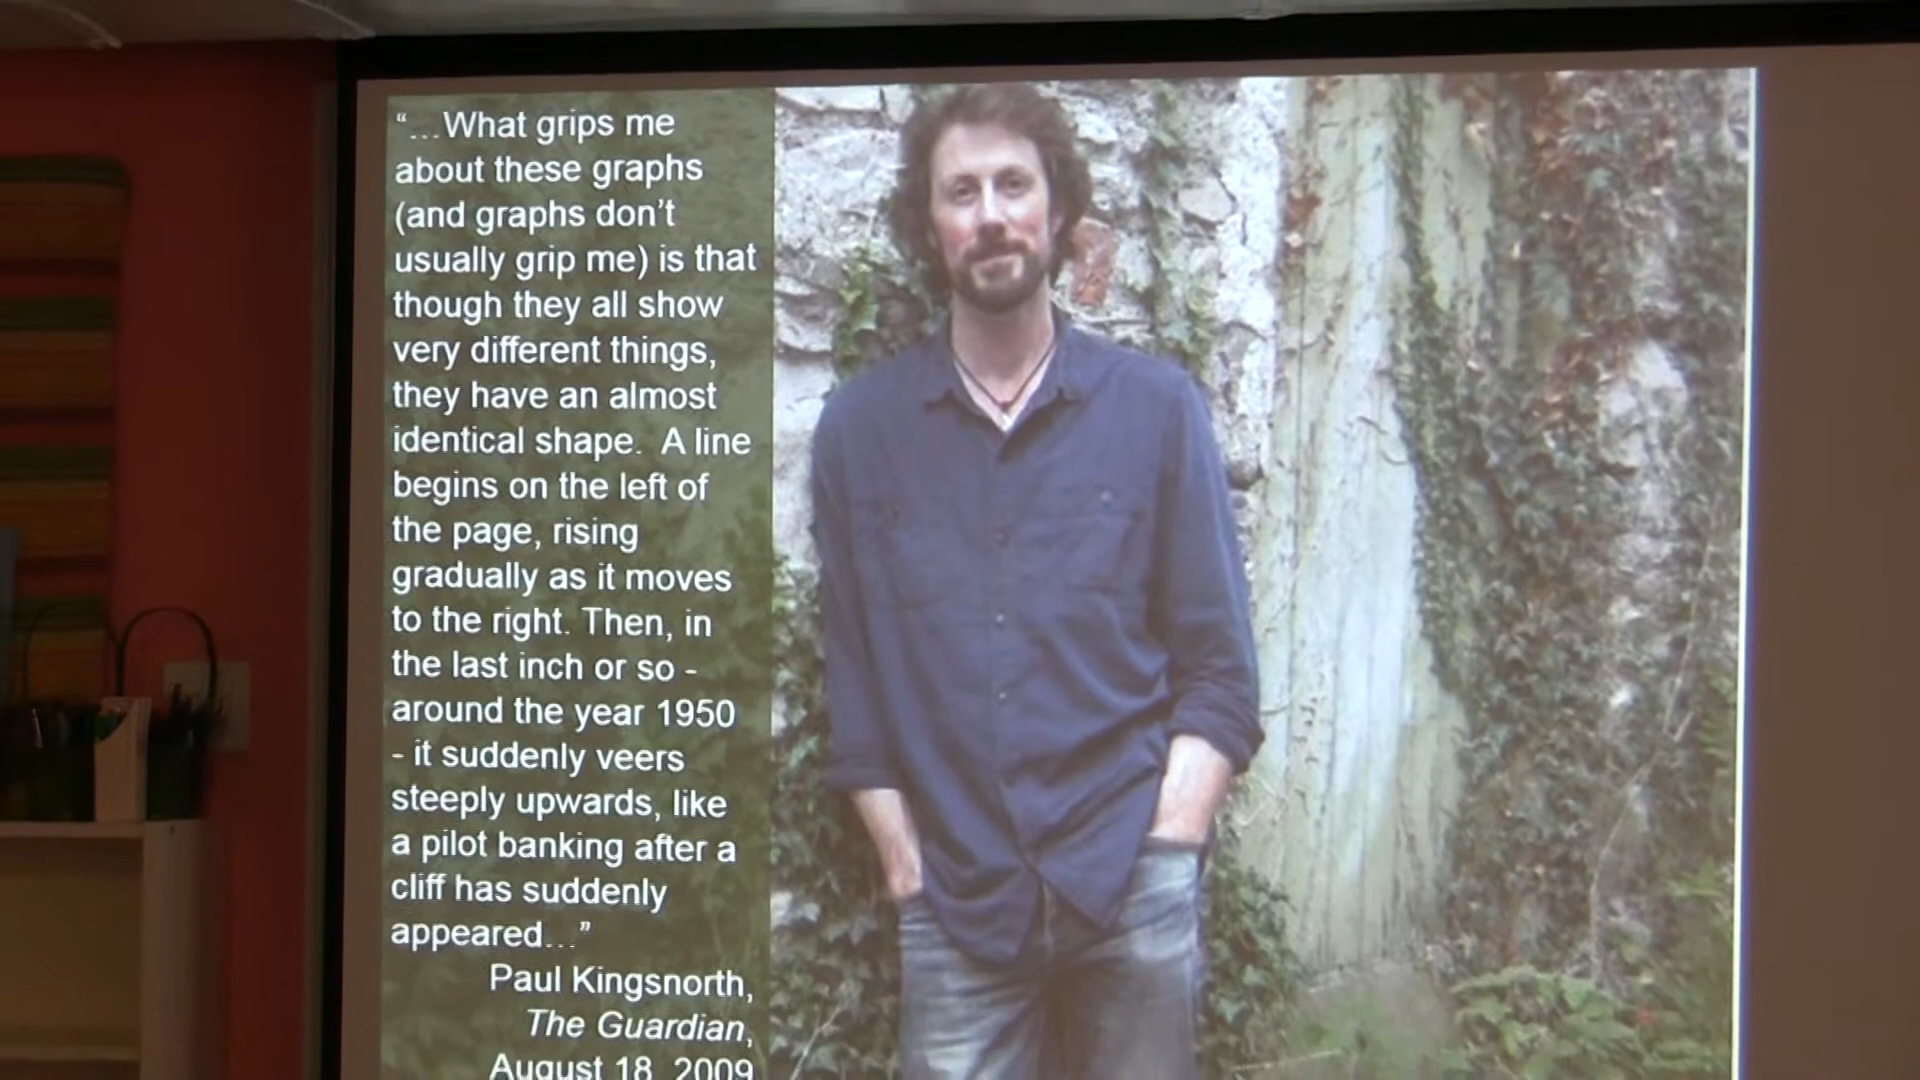 “...What grips me
about these graphs
(and graphs don’t
usually grip me) is that
though they all show
very different things,
they have an almost
identical shape.  A line
begins on the left of
the page, rising
gradually as it moves
to the right. Then, in
the last inch or so -
around the year 1950
- it suddenly veers
steeply upwards, like
a pilot banking after a
cliff has suddenly
appeared...”
Paul Kingsnorth,
The Guardian,
August 18, 2009